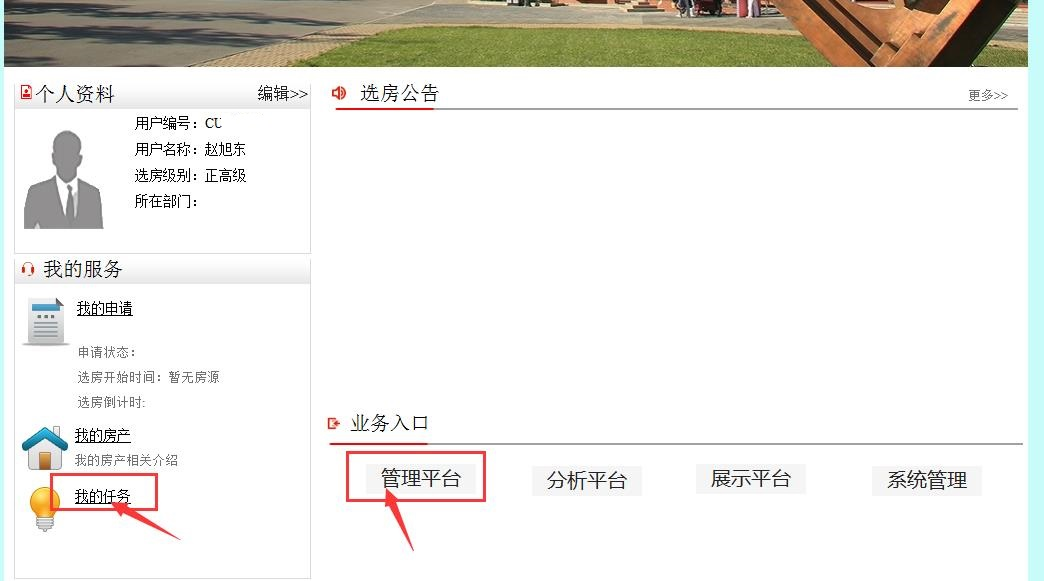 个人资料
编辑>>
用户编号：CU
用户名称：赵旭东
选房级别：正高级
所在部门：
我的服务
我的申请
申请状态：
选房开始时间：暂无房源
选房倒计时:
我的房产
我的房产相关介绍
我的任务
选房公告
更多>>
业务入口
管理平台
分析平台
展示平台
系统管理